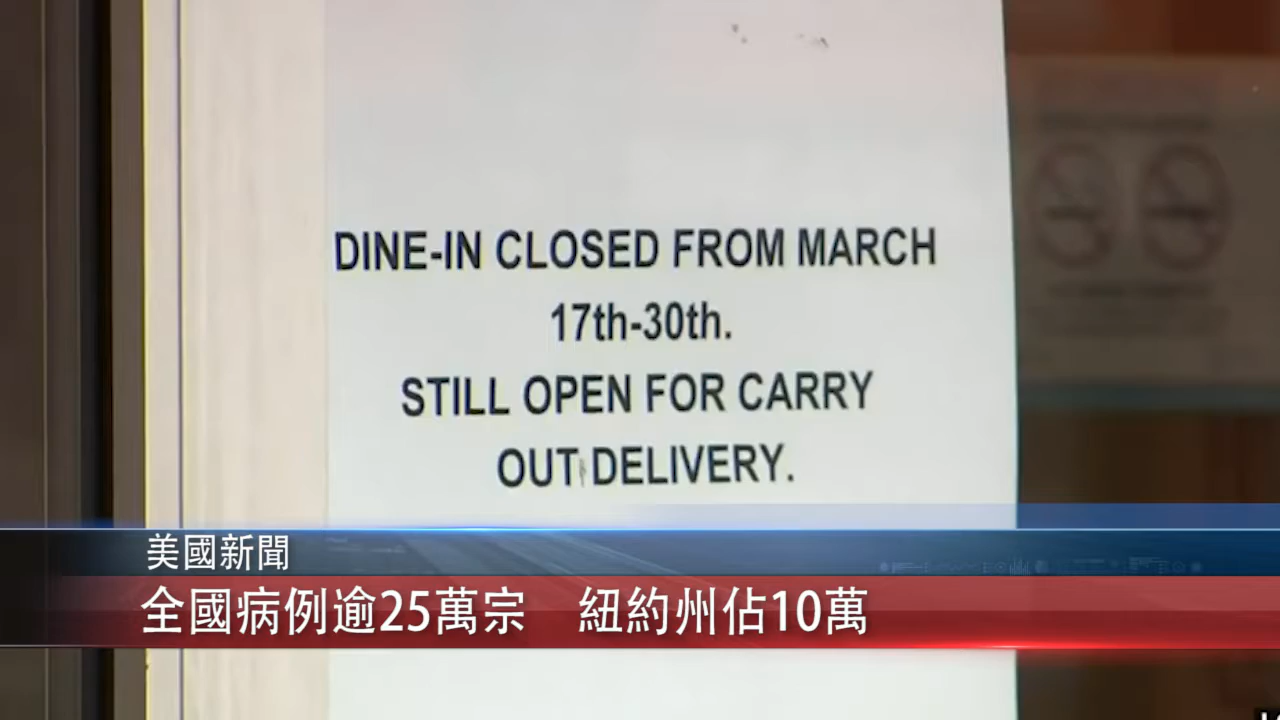 DINE-IN CLOSED FROM MARCH
17th-30th.
STILL OPEN FOR CARRY
OUT DELIVERY.
美國新聞
全國病例逾25萬宗 紐約州佔10萬